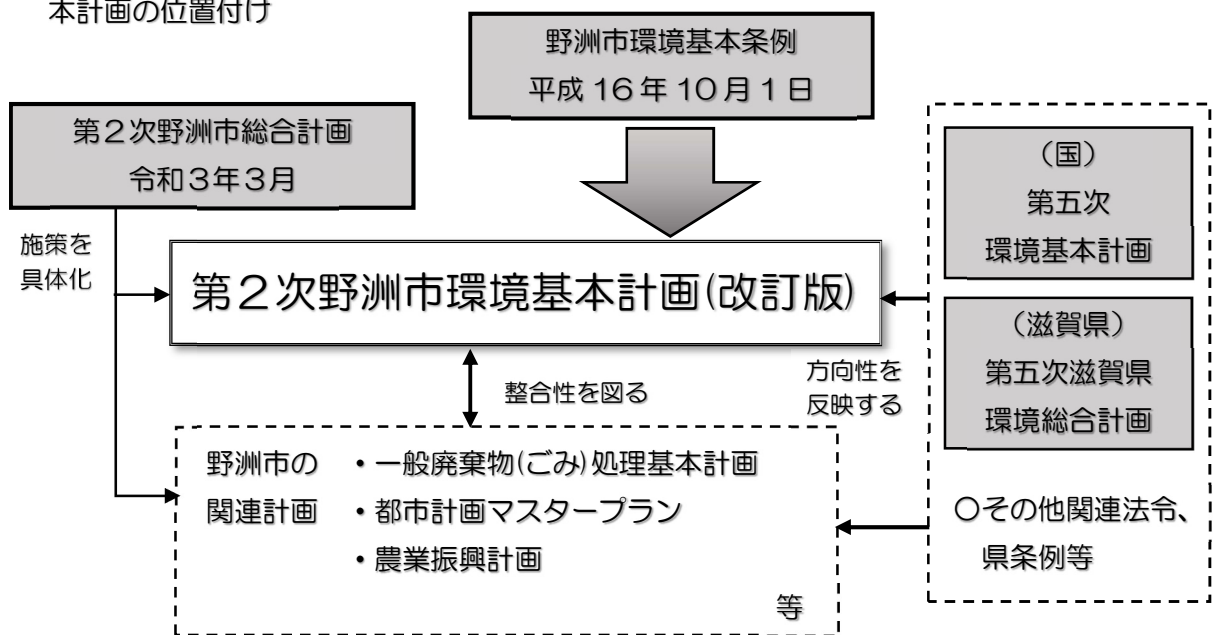 本計画の位置付け
野洲市環境基本条例
平成16年10月1日
第2次野洲市総合計画
令和3年3月
施策を
具体化
第2次野洲市環境基本計画(改訂版)
(国)
第五次
環境基本計画
(滋賀県)
第五次滋賀県
環境総合計画
○その他関連法令、
県条例等
方向性を
反映する
整合性を図る
野洲市の ・一般廃棄物(ごみ)処理基本計画
関連計画 ・都市計画マスタープラン
・農業振興計画
等